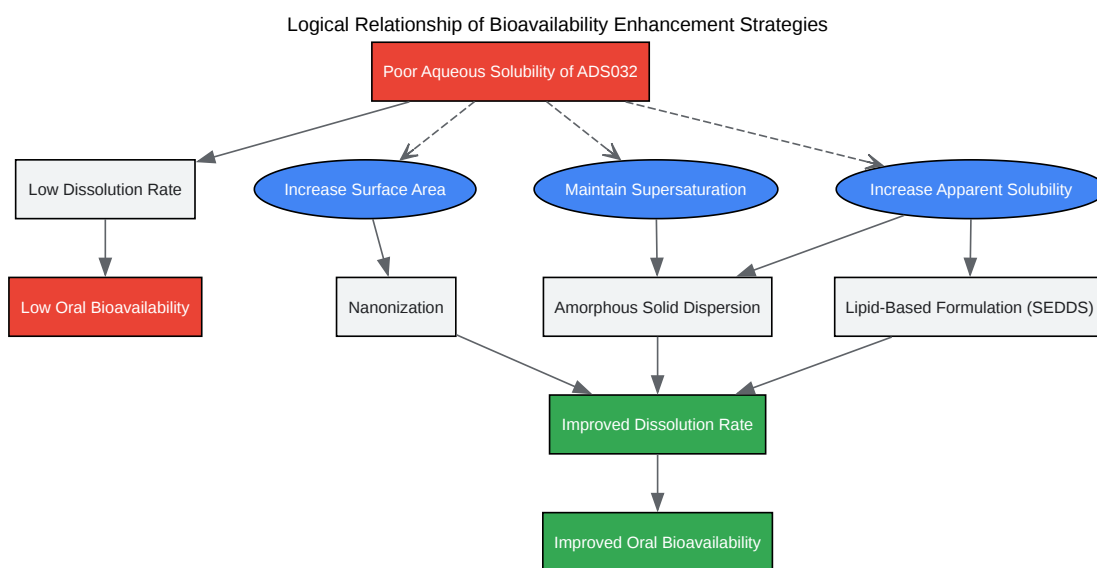 Logical Relationship of Bioavailability Enhancement Strategies
Poor Aqueous Solubility of ADS032
Low Dissolution Rate
Increase Surface Area
Maintain Supersaturation
Increase Apparent Solubility
Low Oral Bioavailability
Nanonization
Amorphous Solid Dispersion
Lipid-Based Formulation (SEDDS)
Improved Dissolution Rate
Improved Oral Bioavailability